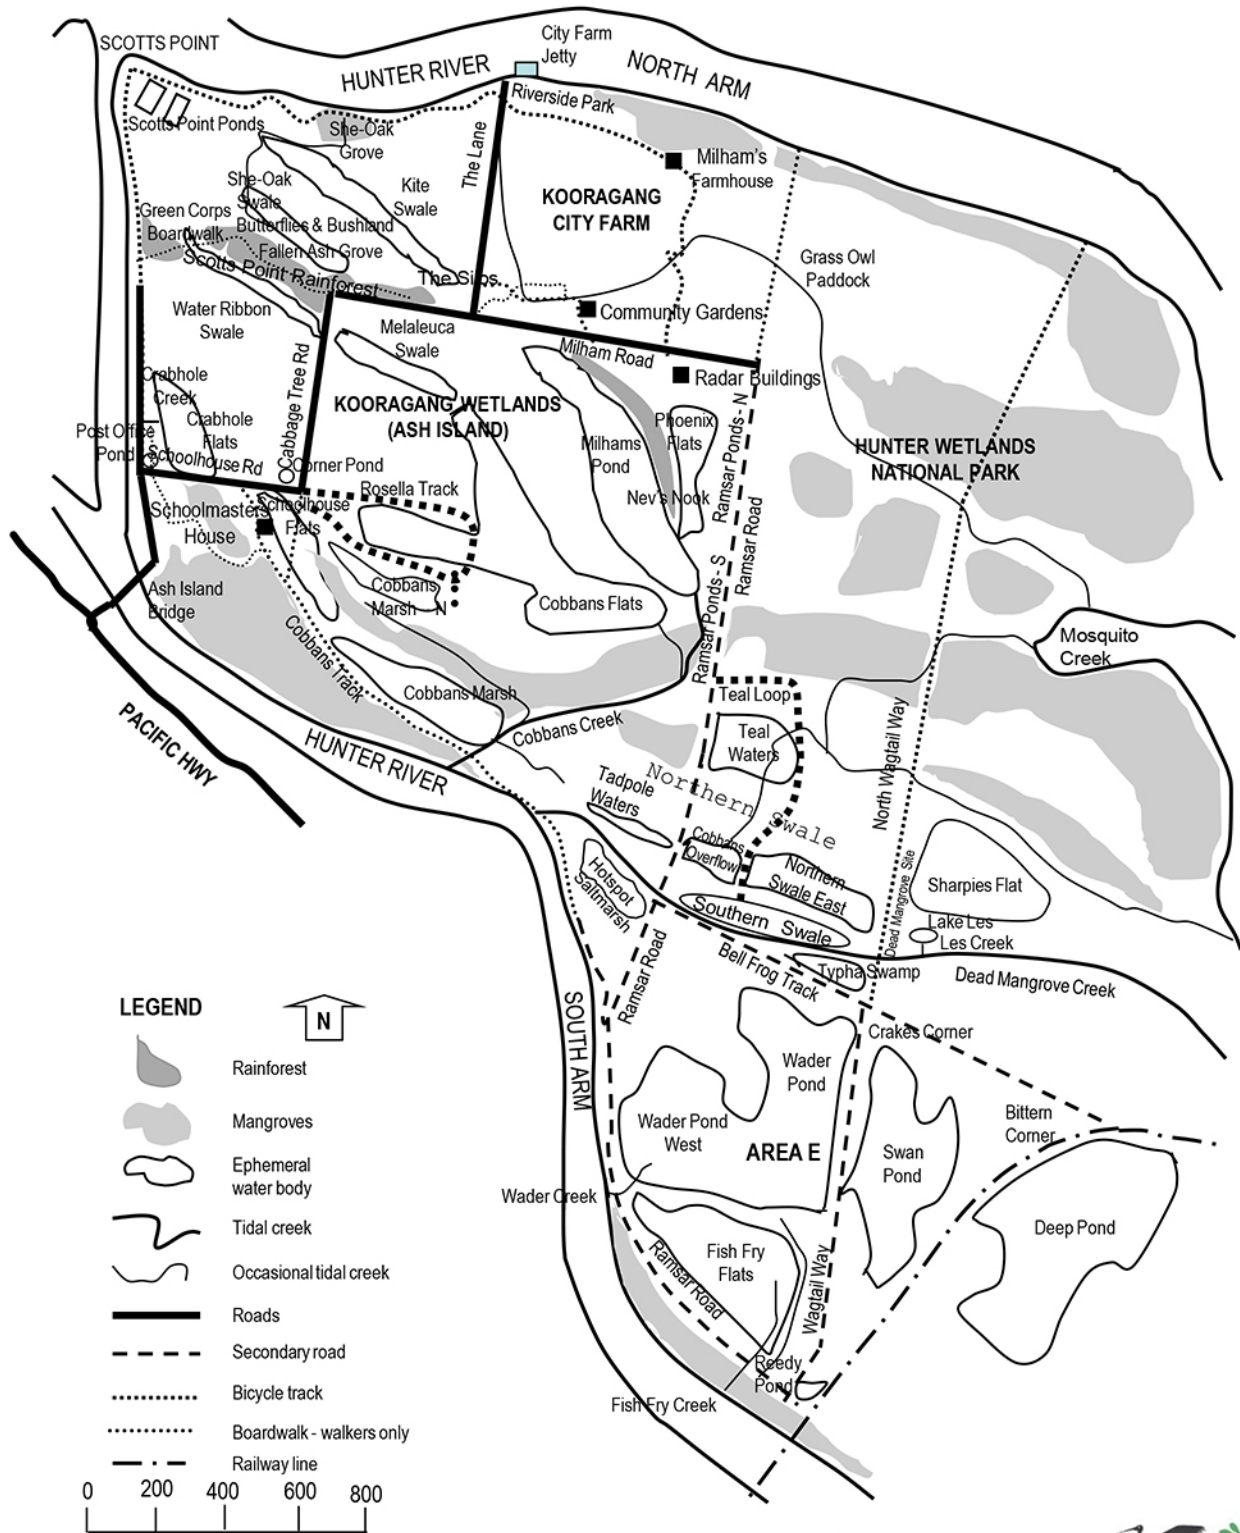 SCOTTS POINT
City Farm
Jetty
HUNTER RIVER
NORTH ARM
Riverside Park
Scotts Point Ponds
She-Oak
Grove
The Lane
Milham's
Farmhouse
She-Oak
Swale
Kite
Swale
KOORAGANG
CITY FARM
Green Corps
Boardwalk
Butterflies & Bushland
Fallen Ash Grove
Scotts Point Rainforest
The Slips
Grass Owl
Paddock
Water Ribbon
Swale
Community Gardens
Melaleuca
Swale
Milham Road
Radar Buildings
Crabhole
Creek
Cabbage Tree Rd
KOORAGANG WETLANDS
(ASH ISLAND)
Crabhole
Flats
Milhams
Pond
Phoenix
Flats
Ramsar Ponds - N
HUNTER WETLANDS
NATIONAL PARK
Post Office
Pond
Schoolhouse Rd
Corner Pond
Rosella Track
Nev's Nook
Schoolmasters
House
Schoolhouse
Flats
Ramsar Road
Ramsar Ponds - S
Ash Island
Bridge
Cobbans
Marsh - N
Cobbans Flats
Mosquito
Creek
Cobbans Track
Cobbans Marsh
Teal Loop
PACIFIC HWY
HUNTER RIVER
Cobbans Creek
Teal
Waters
North Wagtail Way
Northern Swale
Tadpole
Waters
Cobbans
Overflow
Northern
Swale East
Hotspot
Saltmarsh
Dead Mangrove Site
Sharpies Flat
Southern Swale
Lake Les
Les Creek
Ramsar Road
Bell Frog Track
Typha Swamp
Dead Mangrove Creek
LEGEND
N
SOUTH ARM
Crakes Corner
Rainforest
Wader
Pond
Mangroves
Wader Pond
West
AREA E
Bittern
Corner
Swan
Pond
Ephemeral
water body
Wader Creek
Tidal creek
Deep Pond
Fish Fry
Flats
Ramsar Road
Wagtail Way
Occasional tidal creek
Roads
Secondary road
Reedy
Pond
Bicycle track
Fish Fry Creek
Boardwalk - walkers only
Railway line
0 200 400 600 800